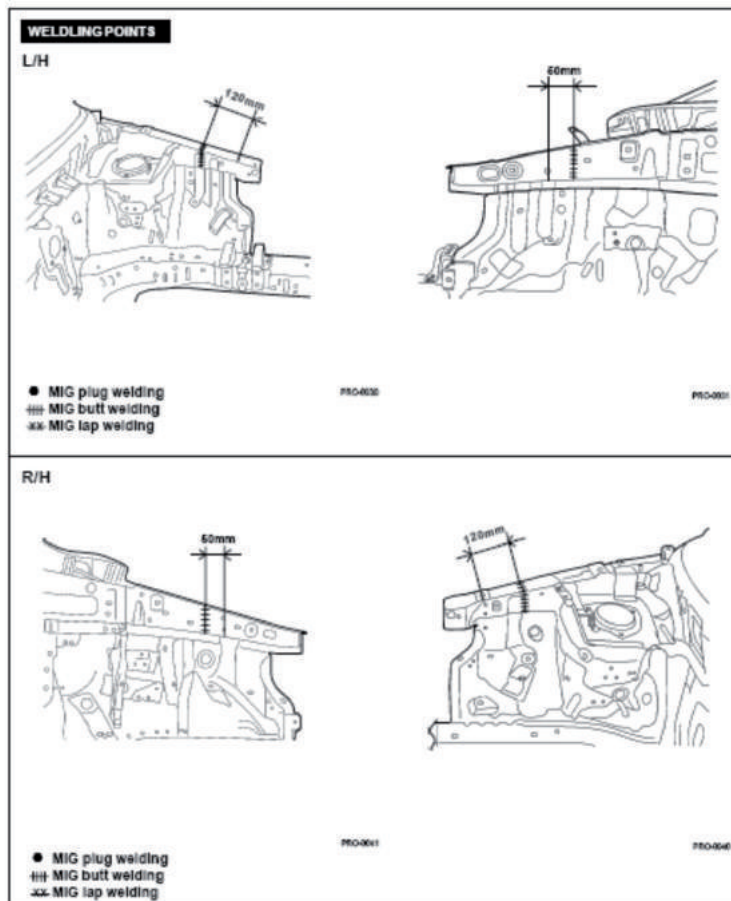 WELDLING POINTS
L/H
120mm
50mm
● MIG plug welding
MIG butt welding
×× MIG lap welding
R/H
50mm
120mm
● MIG plug welding
MIG butt welding
×× MIG lap welding